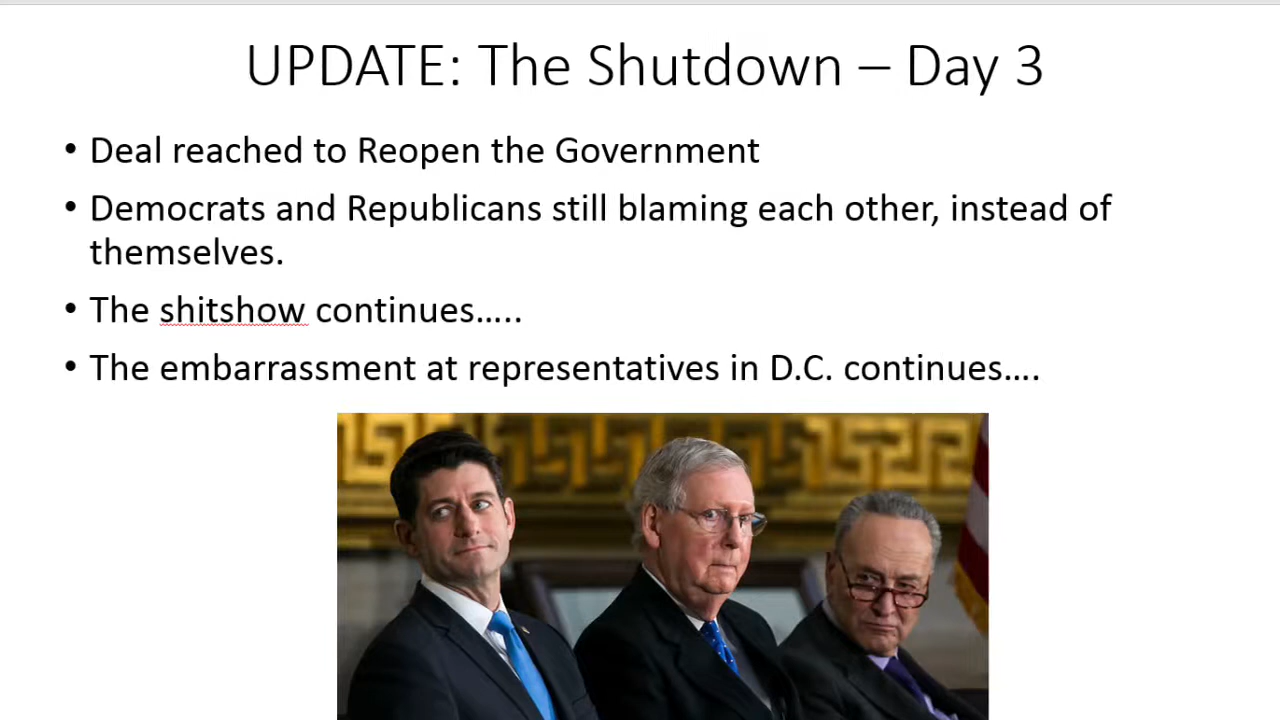 UPDATE: The Shutdown – Day 3
• Deal reached to Reopen the Government
• Democrats and Republicans still blaming each other, instead of
themselves.
• The shitshow continues.....
• The embarrassment at representatives in D.C. continues....